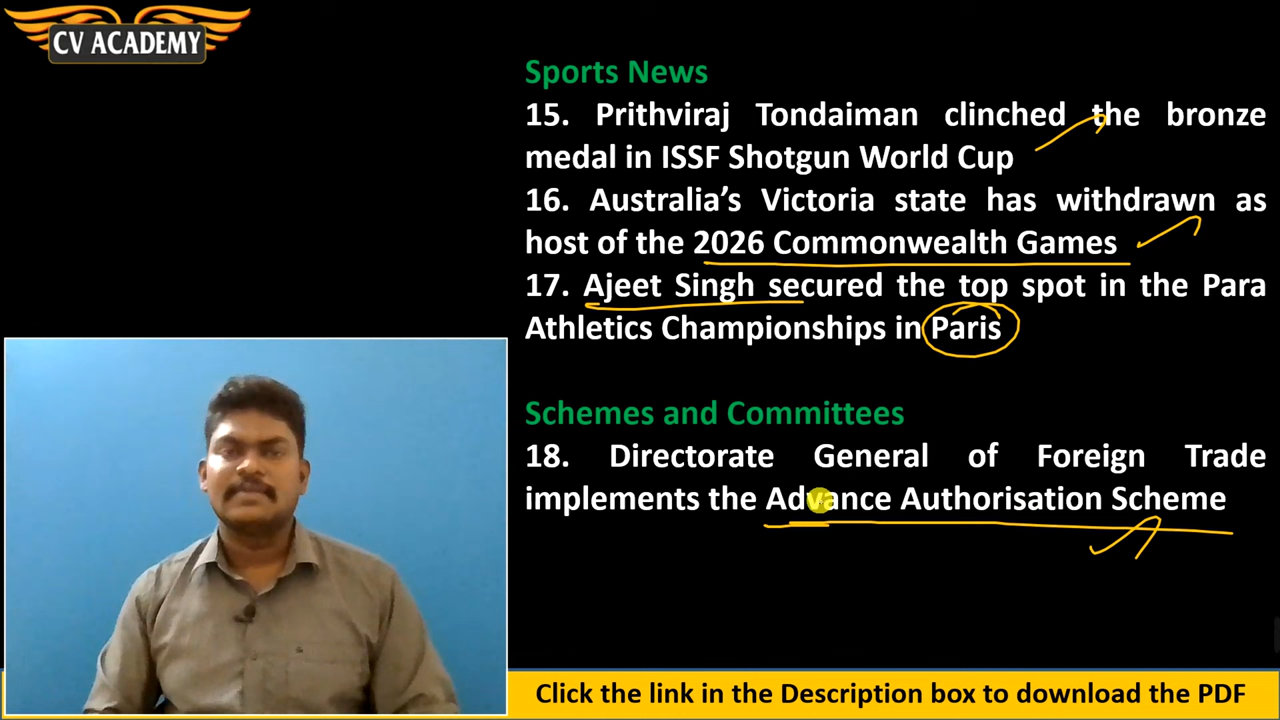 CV ACADEMY
Sports News
15. Prithviraj Tondaiman clinched the bronze
medal in ISSF Shotgun World Cup
16. Australia’s Victoria state has withdrawn as
host of the 2026 Commonwealth Games
17. Ajeet Singh secured the top spot in the Para
Athletics Championships in Paris
Schemes and Committees
18. Directorate General of Foreign Trade
implements the Advance Authorisation Scheme
Click the link in the Description box to download the PDF